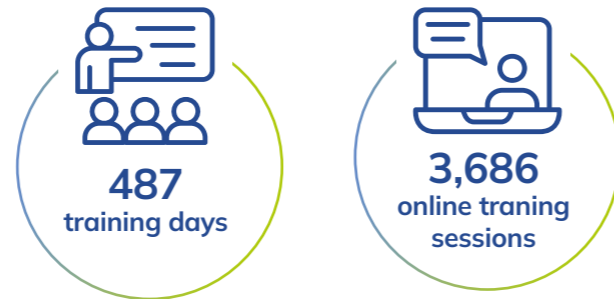 487
training days
3,686
online traning
sessions